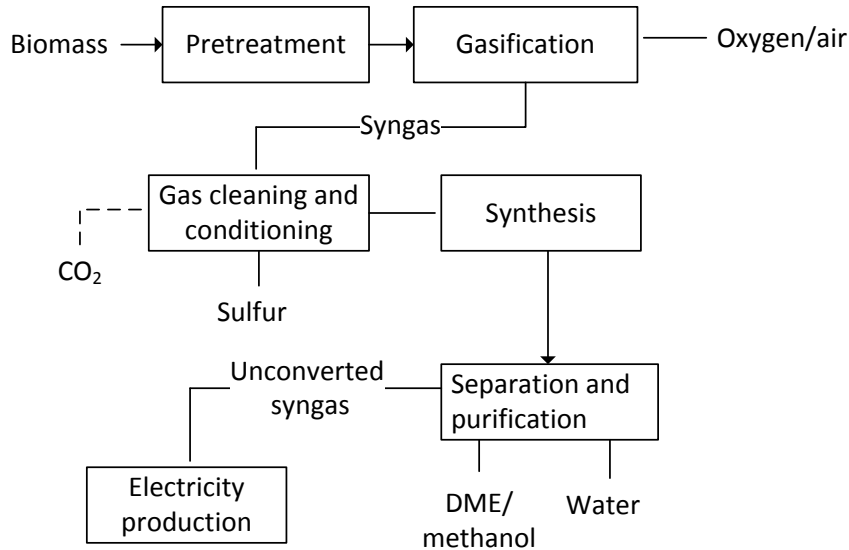 Biomass
Pretreatment
Gasification
Oxygen/air
Syngas
Gas cleaning and
conditioning
Synthesis
CO₂
Sulfur
Unconverted
syngas
Separation and
purification
Electricity
production
DME/
methanol
Water